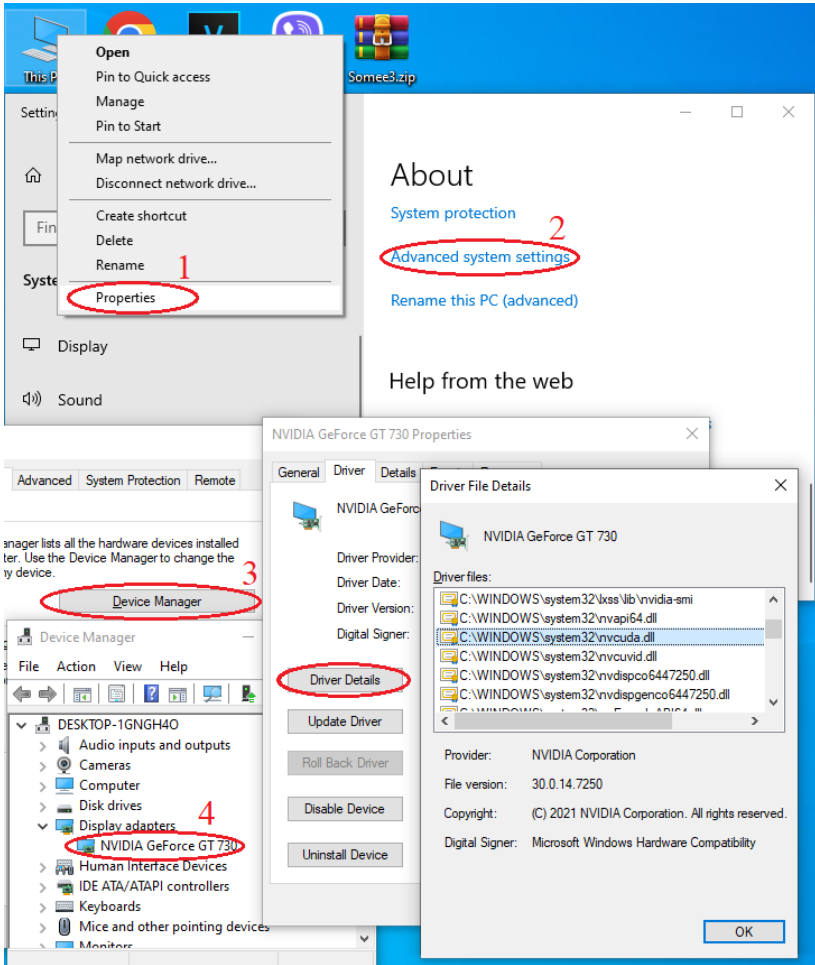 This P
Somee3.zip
Open
Pin to Quick access
Manage
Pin to Start
Map network drive...
Disconnect network drive...
Create shortcut
Delete
Rename
Properties
1
Settin
Fin
Syste
Display
Sound
About
System protection
2
Advanced system settings
Rename this PC (advanced)
Help from the web
Advanced System Protection Remote
anager lists all the hardware devices installed
ter. Use the Device Manager to change the
ny device.
3
Device Manager
Device Manager
File Action View Help
DESKTOP-1GNGH4O
Audio inputs and outputs
Cameras
Computer
Disk drives
4
Display adapters
NVIDIA GeForce GT 730
Human Interface Devices
IDE ATA/ATAPI controllers
Keyboards
Mice and other pointing devices
Monitors
NVIDIA GeForce GT 730 Properties
General Driver Details
NVIDIA GeForc
Driver Provider:
Driver Date:
Driver Version:
Digital Signer:
Driver Details
Update Driver
Roll Back Driver
Disable Device
Uninstall Device
Driver File Details
NVIDIA GeForce GT 730
Driver files:
C:\WINDOWS\system32\lxss\lib\nvidia-smi
C:\WINDOWS\system32\nvapi64.dll
C:\WINDOWS\system32\nvcuda.dll
C:\WINDOWS\system32\nvcuvid.dll
C:\WINDOWS\system32\nvdispco6447250.dll
C:\WINDOWS\system32\nvdispgenco6447250.dll
Provider: NVIDIA Corporation
File version: 30.0.14.7250
Copyright: (C) 2021 NVIDIA Corporation. All rights reserved.
Digital Signer: Microsoft Windows Hardware Compatibility
OK